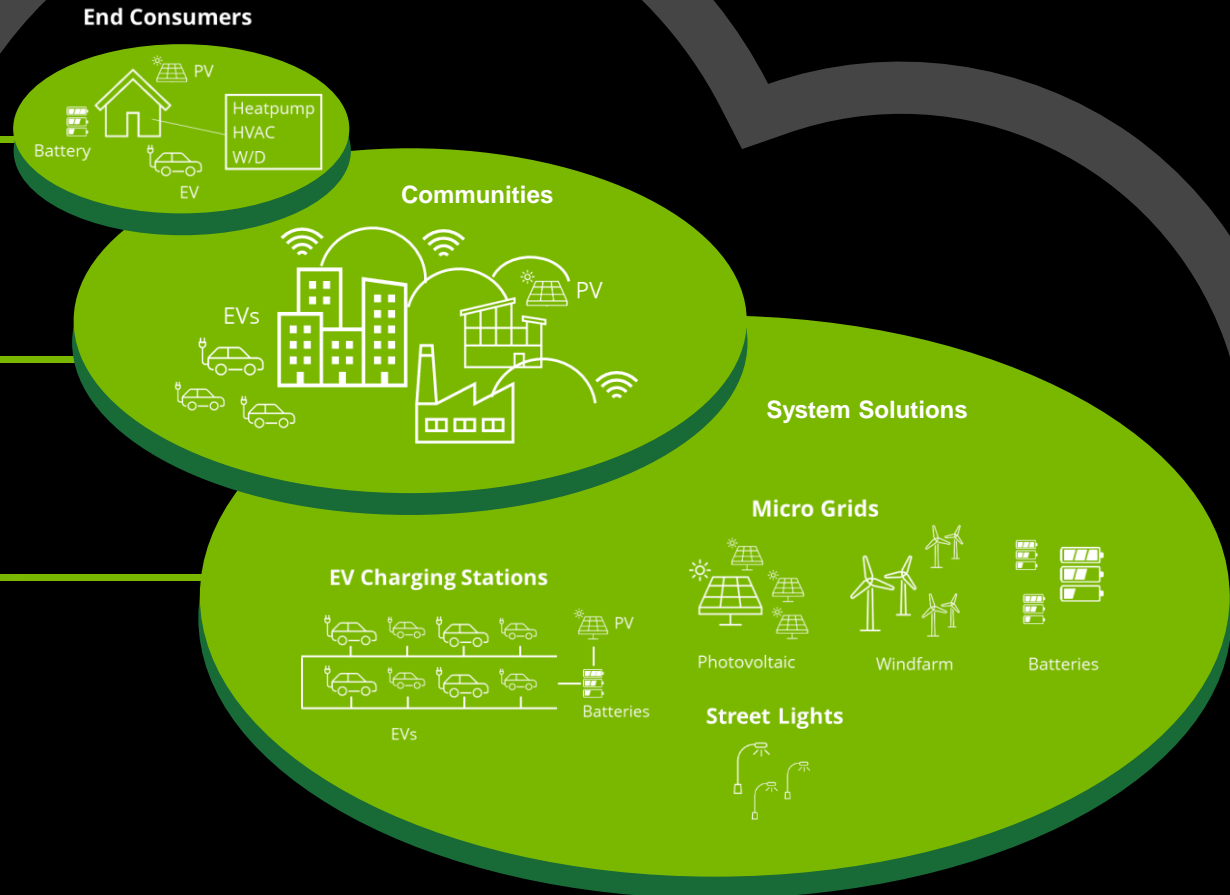 End Consumers
PV
Heatpump
HVAC
W/D
Battery
EV
Communities
PV
EVs
System Solutions
Micro Grids
Photovoltaic
Windfarm
Batteries
EV Charging Stations
PV
Batteries
EVs
Street Lights